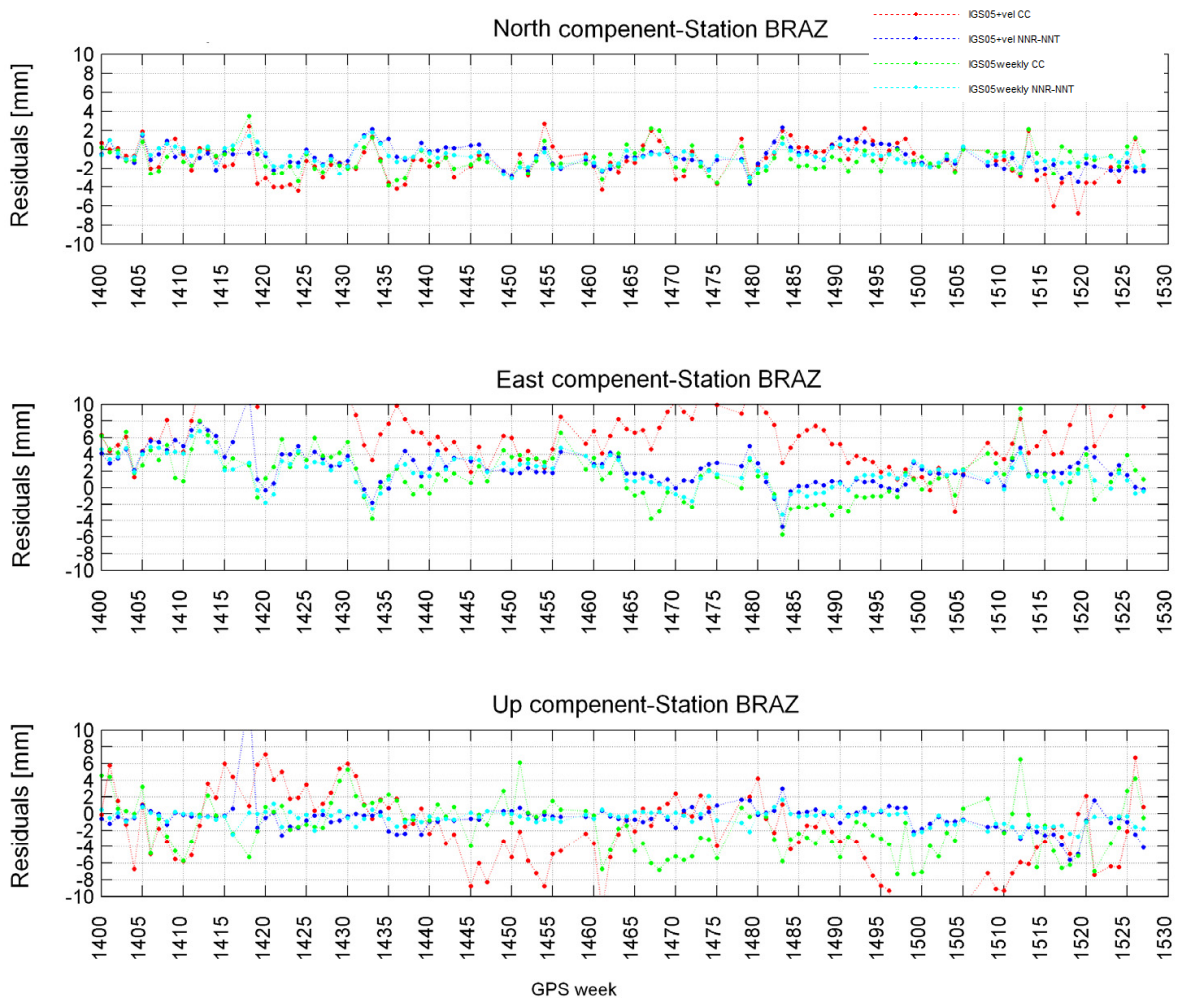 North compenent-Station BRAZ
IGS05+vel CC
IGS05+vel NNR-NNT
IGS05weekly CC
IGS05weekly NNR-NNT
Residuals [mm]
10
8
6
4
2
0
-2
-4
-6
-8
-10
1400 1405 1410 1415 1420 1425 1430 1435 1440 1445 1450 1455 1460 1465 1470 1475 1480 1485 1490 1495 1500 1505 1510 1515 1520 1525 1530
East compenent-Station BRAZ
Residuals [mm]
10
8
6
4
2
0
-2
-4
-6
-8
-10
1400 1405 1410 1415 1420 1425 1430 1435 1440 1445 1450 1455 1460 1465 1470 1475 1480 1485 1490 1495 1500 1505 1510 1515 1520 1525 1530
Up compenent-Station BRAZ
Residuals [mm]
10
8
6
4
2
0
-2
-4
-6
-8
-10
1400 1405 1410 1415 1420 1425 1430 1435 1440 1445 1450 1455 1460 1465 1470 1475 1480 1485 1490 1495 1500 1505 1510 1515 1520 1525 1530
GPS week